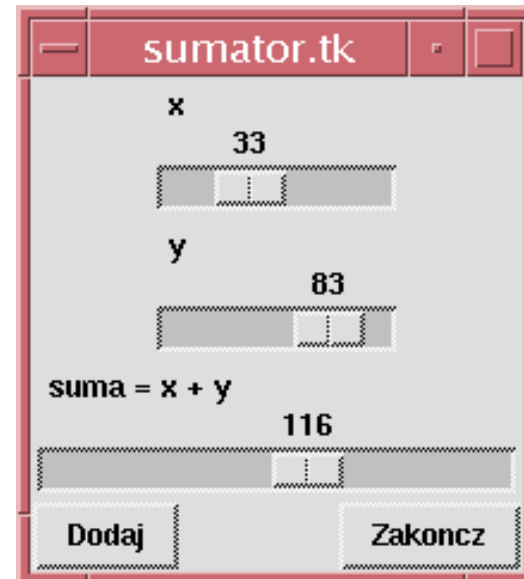 sumator.tk
x
33
y
83
suma = x + y
116
Dodaj Zakoncz